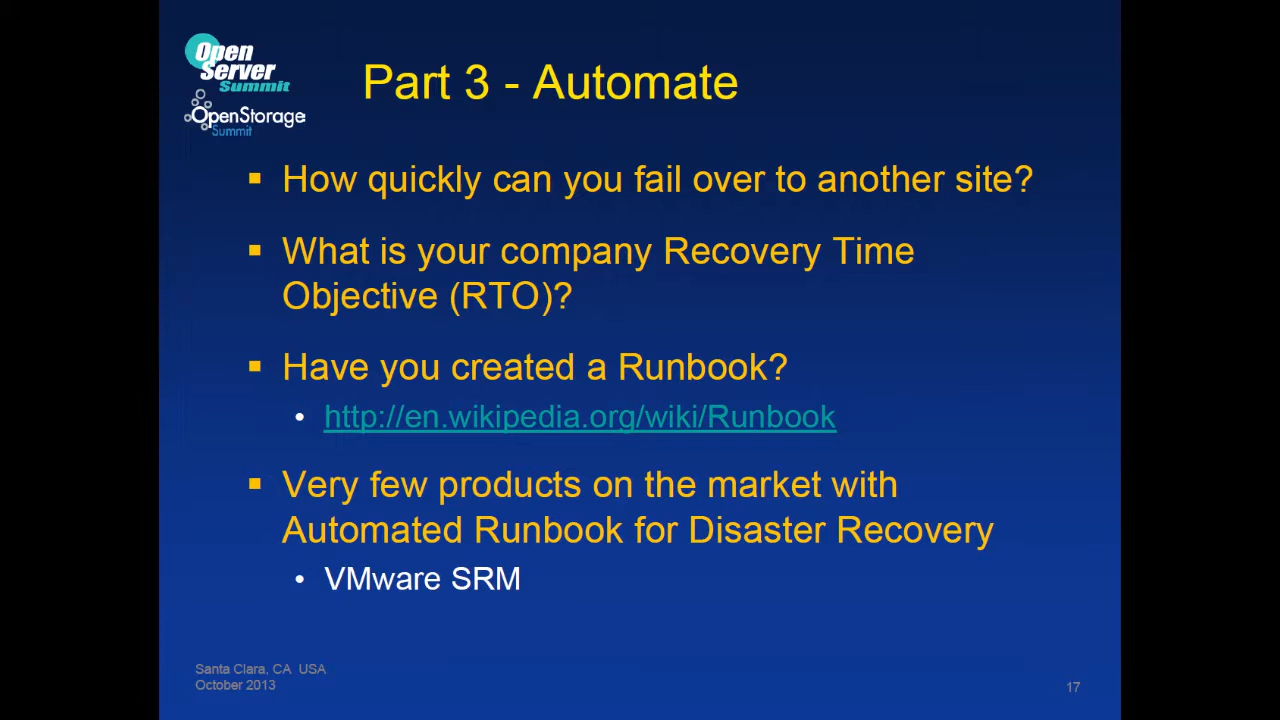 Open
Server
Summit
OpenStorage
Summit
Part 3 - Automate
▪ How quickly can you fail over to another site?
▪ What is your company Recovery Time
Objective (RTO)?
▪ Have you created a Runbook?
• http://en.wikipedia.org/wiki/Runbook
▪ Very few products on the market with
Automated Runbook for Disaster Recovery
• VMware SRM
Santa Clara, CA USA
October 2013
17